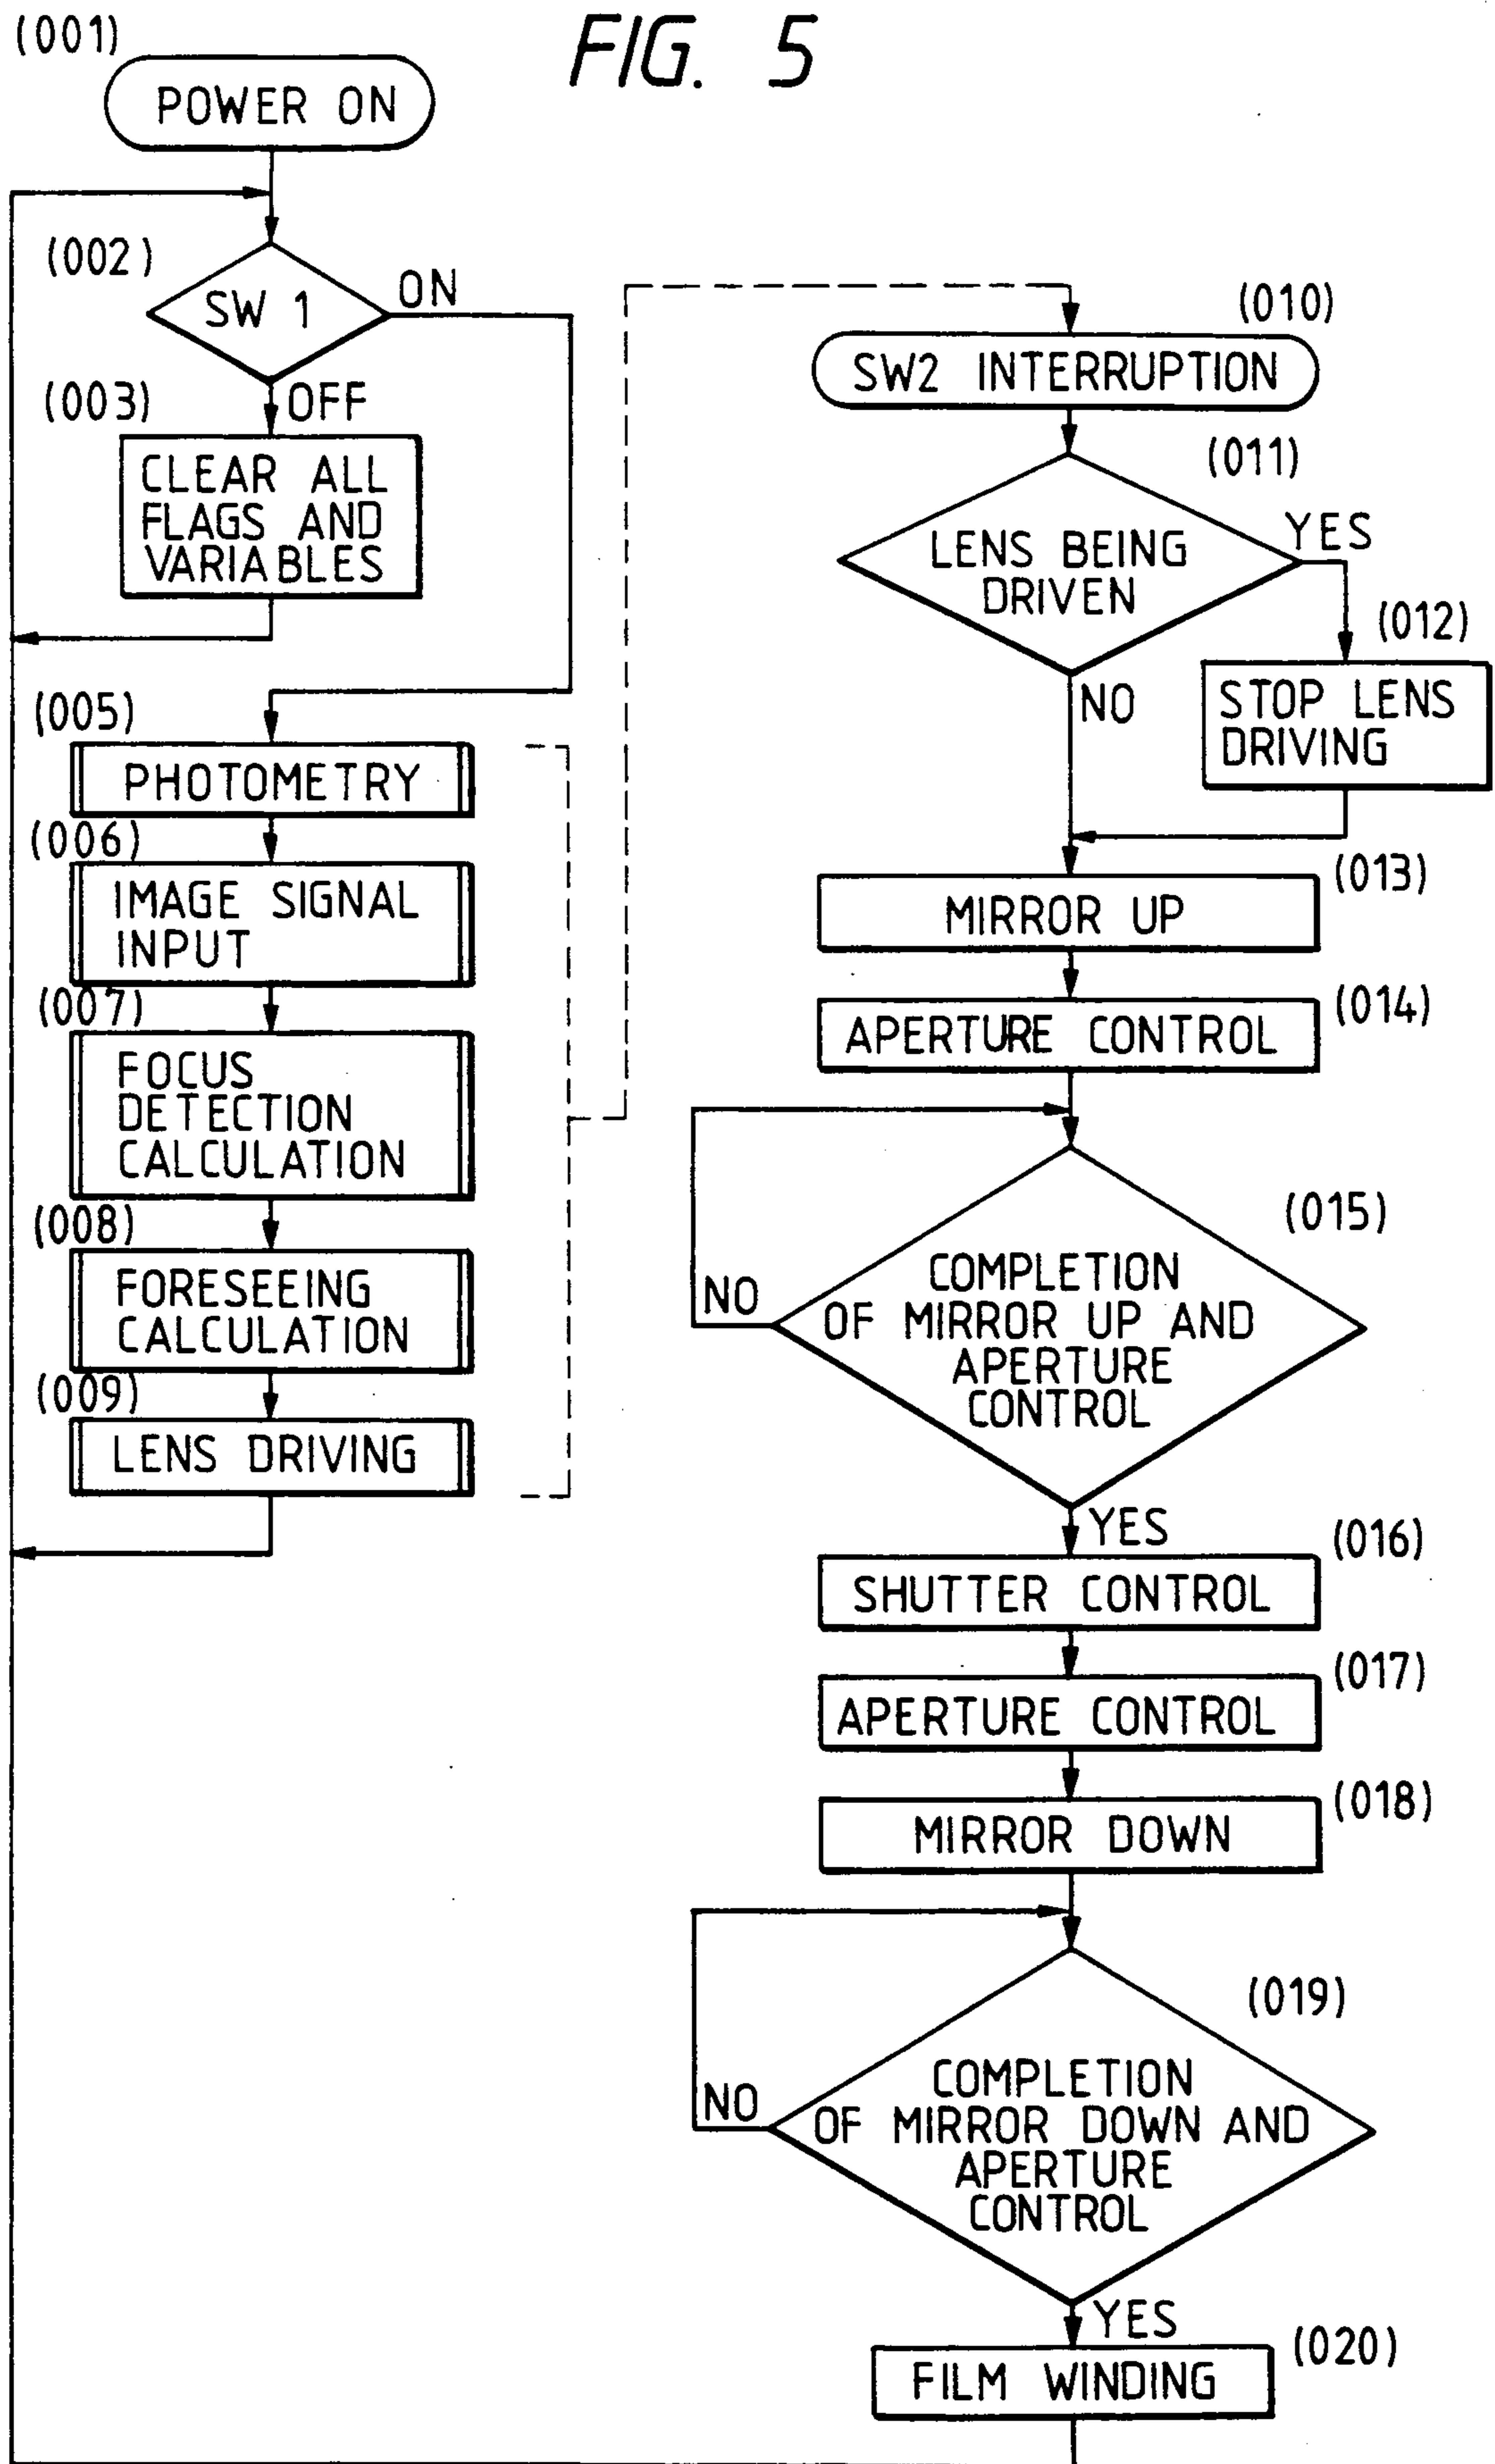 FIG. 5
(001)
POWER ON
(002)
SW 1
ON
(003)
OFF
CLEAR ALL
FLAGS AND
VARIABLES
(005)
PHOTOMETRY
(006)
IMAGE SIGNAL
INPUT
(007)
FOCUS
DETECTION
CALCULATION
(008)
FORESEEING
CALCULATION
(009)
LENS DRIVING
(010)
SW2 INTERRUPTION
(011)
LENS BEING
DRIVEN
YES
(012)
STOP LENS
DRIVING
NO
(013)
MIRROR UP
(014)
APERTURE CONTROL
(015)
COMPLETION
OF MIRROR UP AND
APERTURE
CONTROL
NO
YES
(016)
SHUTTER CONTROL
(017)
APERTURE CONTROL
(018)
MIRROR DOWN
(019)
COMPLETION
OF MIRROR DOWN AND
APERTURE
CONTROL
NO
YES
(020)
FILM WINDING